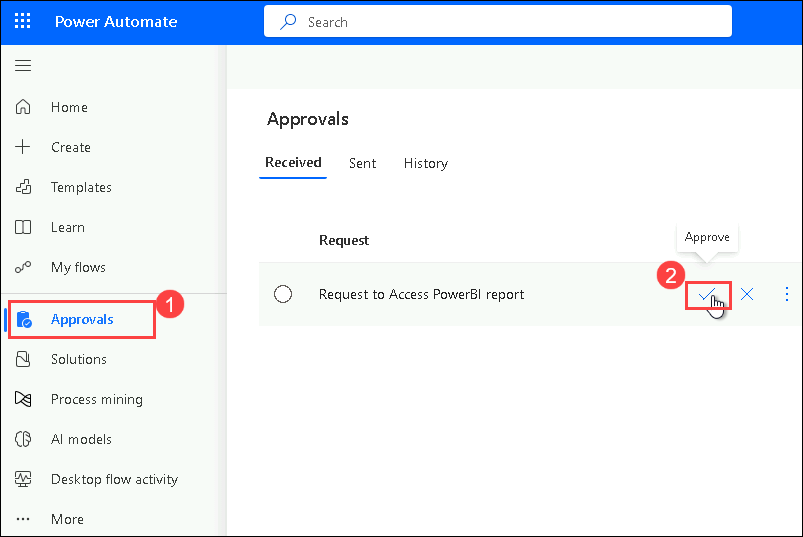 Power Automate
Search
Home
Create
Templates
Learn
My flows
Approvals
1
Solutions
Process mining
AI models
Desktop flow activity
More
Approvals
Received Sent History
Request
Approve
2
Request to Access PowerBI report